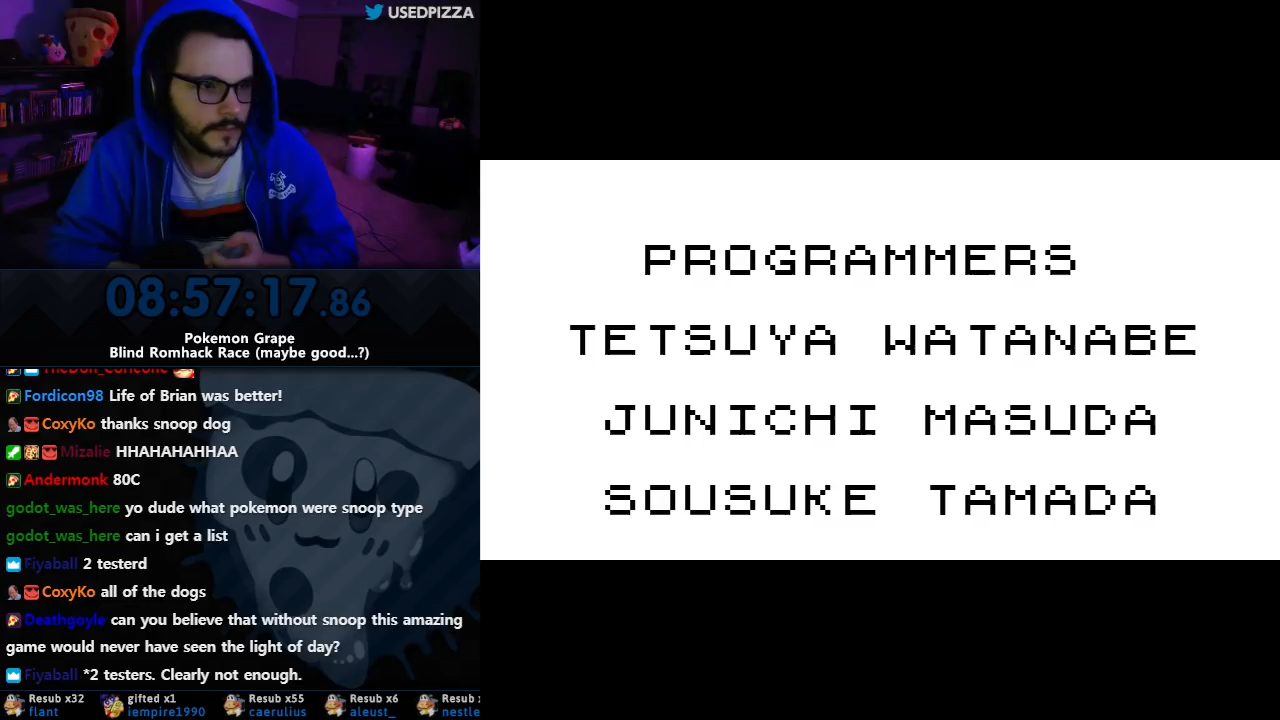 USEDPIZZA
08:57:17.86
Pokemon Grape
Blind Romhack Race (maybe good...?)
Fordicon98 Life of Brian was better!
CoxyKo thanks snoop dog
Mizalie HHAHAHAHHAA
Andermonk 80C
godot_was_here yo dude what pokemon were snoop type
godot_was_here can i get a list
Fiyaball 2 testerd
CoxyKo all of the dogs
Deathgoyle can you believe that without snoop this amazing
game would never have seen the light of day?
Fiyaball *2 testers. Clearly not enough.
Resub x32
flant
gifted x1
iempire1990
Resub x55
caerulius
Resub x6
aleust_
Resub
nestle
PROGRAMMERS
TETSUYA WATANABE
JUNICHI MASUDA
SOUSUKE TAMADA